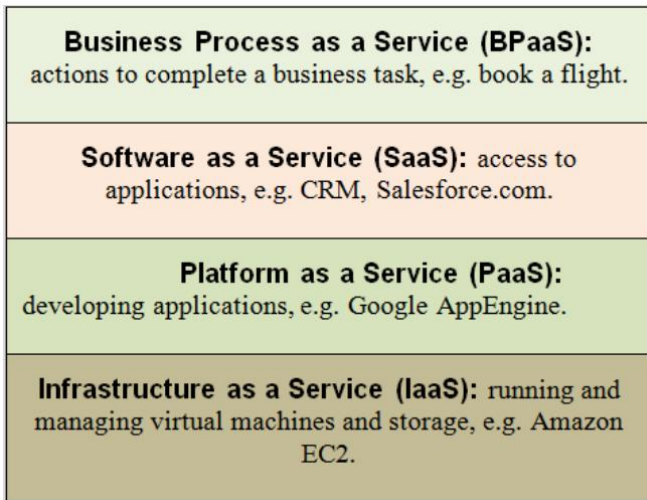 Business Process as a Service (BPaaS):
actions to complete a business task, e.g. book a flight.
Software as a Service (SaaS): access to
applications, e.g. CRM, Salesforce.com.
Platform as a Service (PaaS):
developing applications, e.g. Google AppEngine.
Infrastructure as a Service (IaaS): running and
managing virtual machines and storage, e.g. Amazon
EC2.